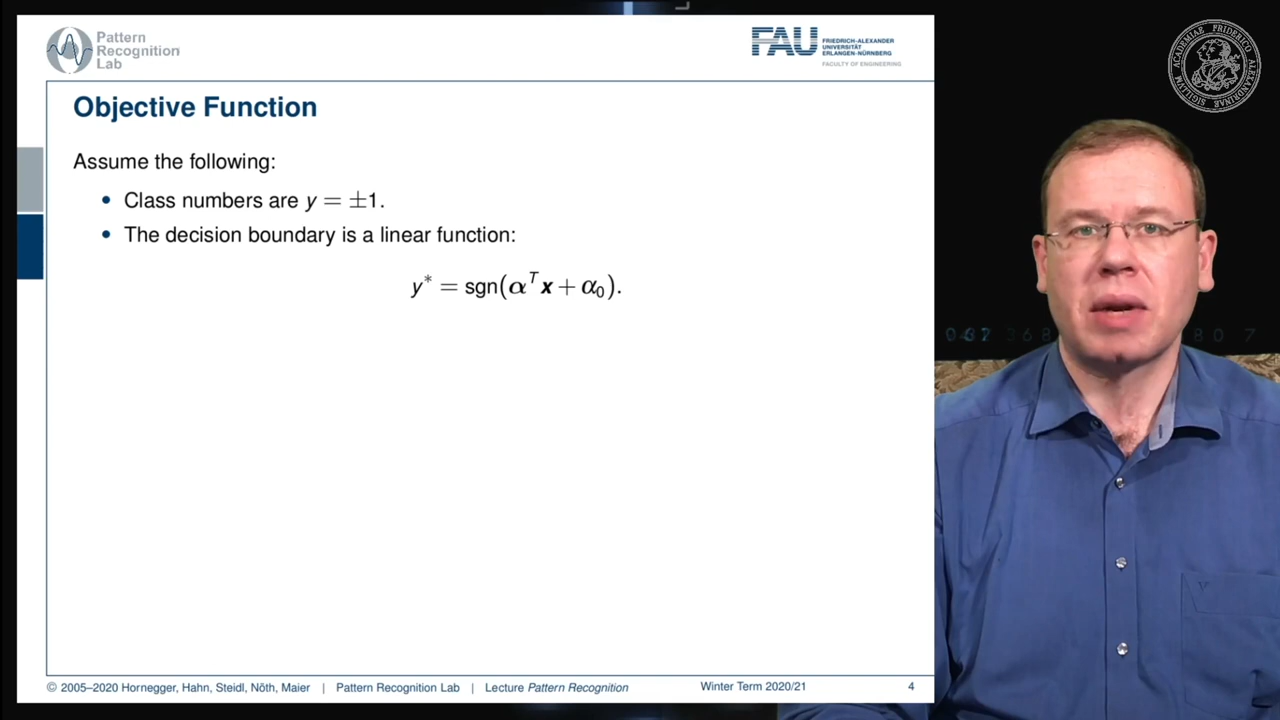 Pattern
Recognition
Lab
FAU
FRIEDRICH-ALEXANDER
UNIVERSITÄT
ERLANGEN-NÜRNBERG
FACULTY OF ENGINEERING
Objective Function
Assume the following:
• Class numbers are y = ±1.
• The decision boundary is a linear function:
y* = sgn(αᵀx + α₀).
© 2005–2020 Hornegger, Hahn, Steidl, Nöth, Maier | Pattern Recognition Lab | Lecture Pattern Recognition Winter Term 2020/21 4